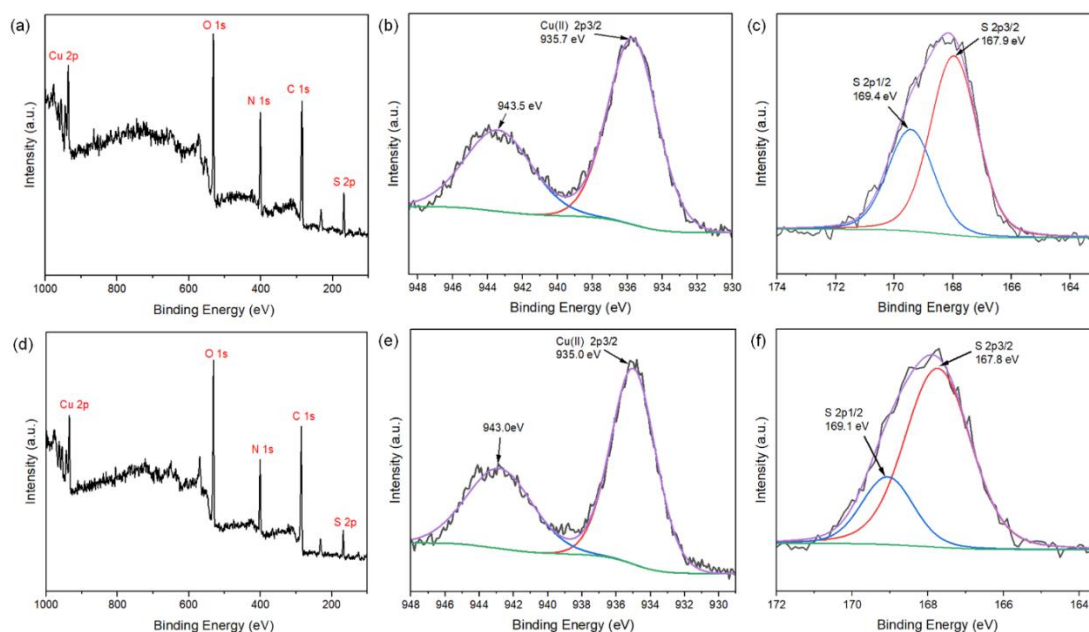 (a)
Cu 2p
O 1s
N 1s
C 1s
S 2p
Intensity (a.u.)
1000 800 600 400 200
Binding Energy (eV)
(b)
Cu(II) 2p3/2
935.7 eV
943.5 eV
Intensity (a.u.)
948 946 944 942 940 938 936 934 932 930
Binding Energy (eV)
(c)
S 2p3/2
167.9 eV
S 2p1/2
169.4 eV
Intensity (a.u.)
174 172 170 168 166 164
Binding Energy (eV)
(d)
Cu 2p
O 1s
N 1s
C 1s
S 2p
Intensity (a.u.)
1000 800 600 400 200
Binding Energy (eV)
(e)
Cu(II) 2p3/2
935.0 eV
943.0eV
Intensity (a.u.)
948 946 944 942 940 938 936 934 932 930
Binding Energy (eV)
(f)
S 2p3/2
167.8 eV
S 2p1/2
169.1 eV
Intensity (a.u.)
172 170 168 166 164
Binding Energy (eV)